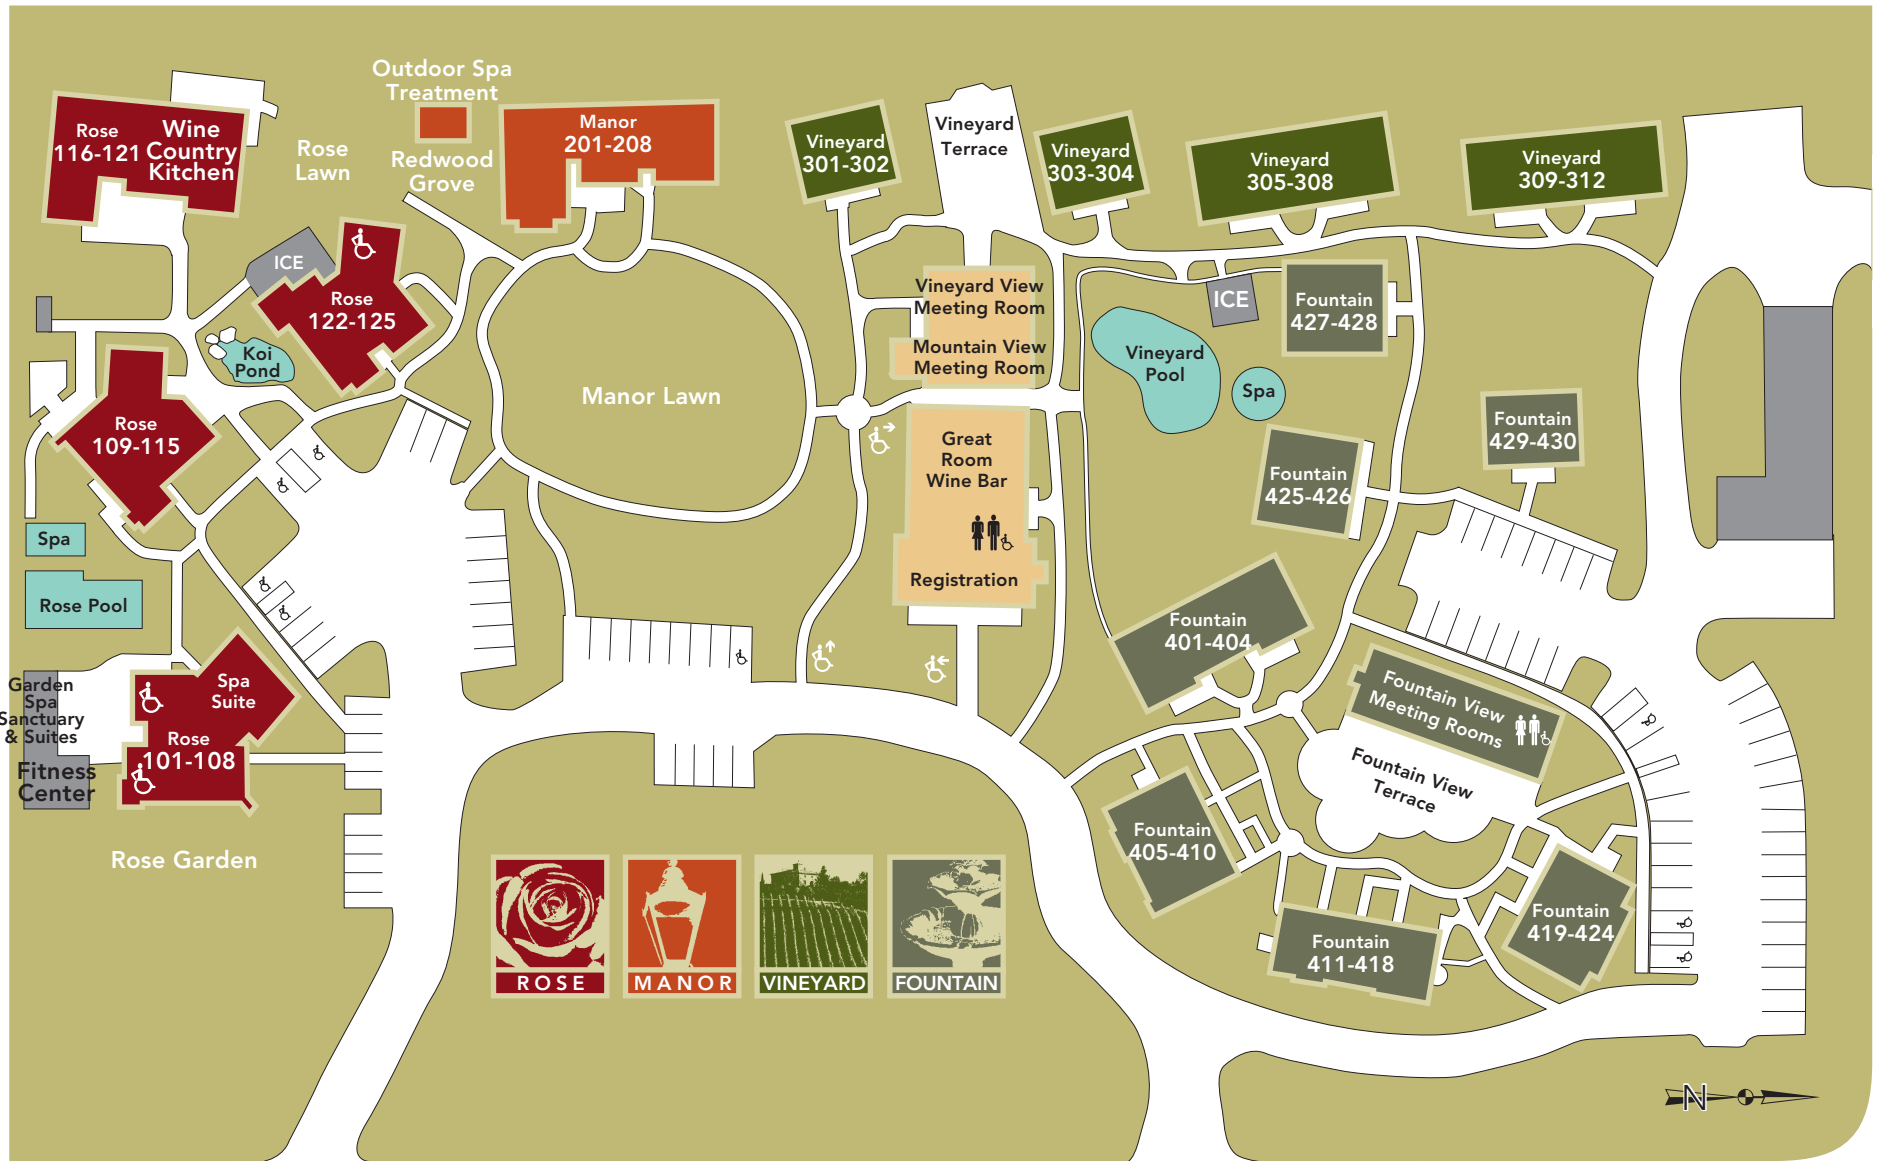 Outdoor Spa
Treatment
Rose
116-121
Wine
Country
Kitchen
Rose
Lawn
Redwood
Grove
Manor
201-208
Vineyard
301-302
Vineyard
Terrace
Vineyard
303-304
Vineyard
305-308
Vineyard
309-312
ICE
Rose
122-125
Koi
Pond
Vineyard View
Meeting Room
Mountain View
Meeting Room
ICE
Fountain
427-428
Vineyard
Pool
Spa
Manor Lawn
Rose
109-115
Great
Room
Wine Bar
Registration
Fountain
429-430
Fountain
425-426
Spa
Rose Pool
Fountain
401-404
Garden
Spa
Sanctuary
& Suites
Spa
Suite
Rose
101-108
Fitness
Center
Fountain View
Meeting Rooms
Fountain View
Terrace
Rose Garden
Fountain
405-410
Fountain
411-418
Fountain
419-424
ROSE
MANOR
VINEYARD
FOUNTAIN
N